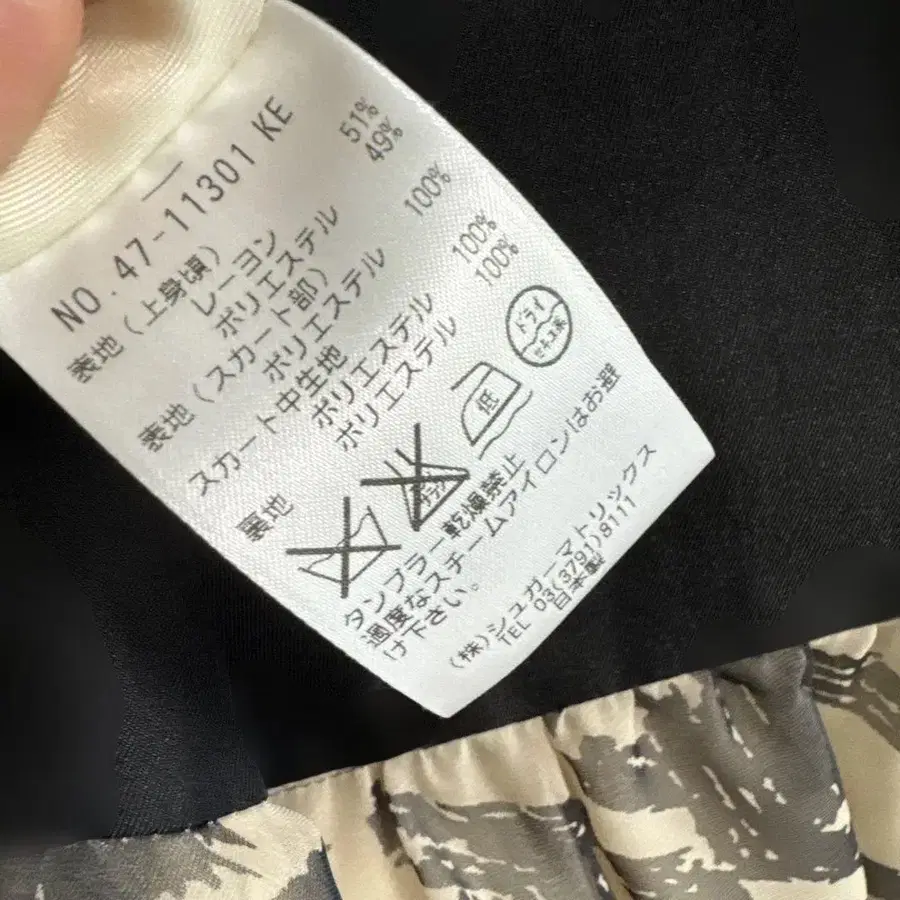 NO.47-11301 KE
表地(上身頃)
レーヨン 51%
ポリエステル 49%
表地(スカート部)
ポリエステル 100%
スカート中生地
ポリエステル 100%
裏地 ポリエステル 100%
低
ドライ
セキユ系
タンブラー乾燥禁止
過度なスチームアイロンはお避
け下さい。
(株)シュガーマトリックス
TEL 03(3791)8111
日本製